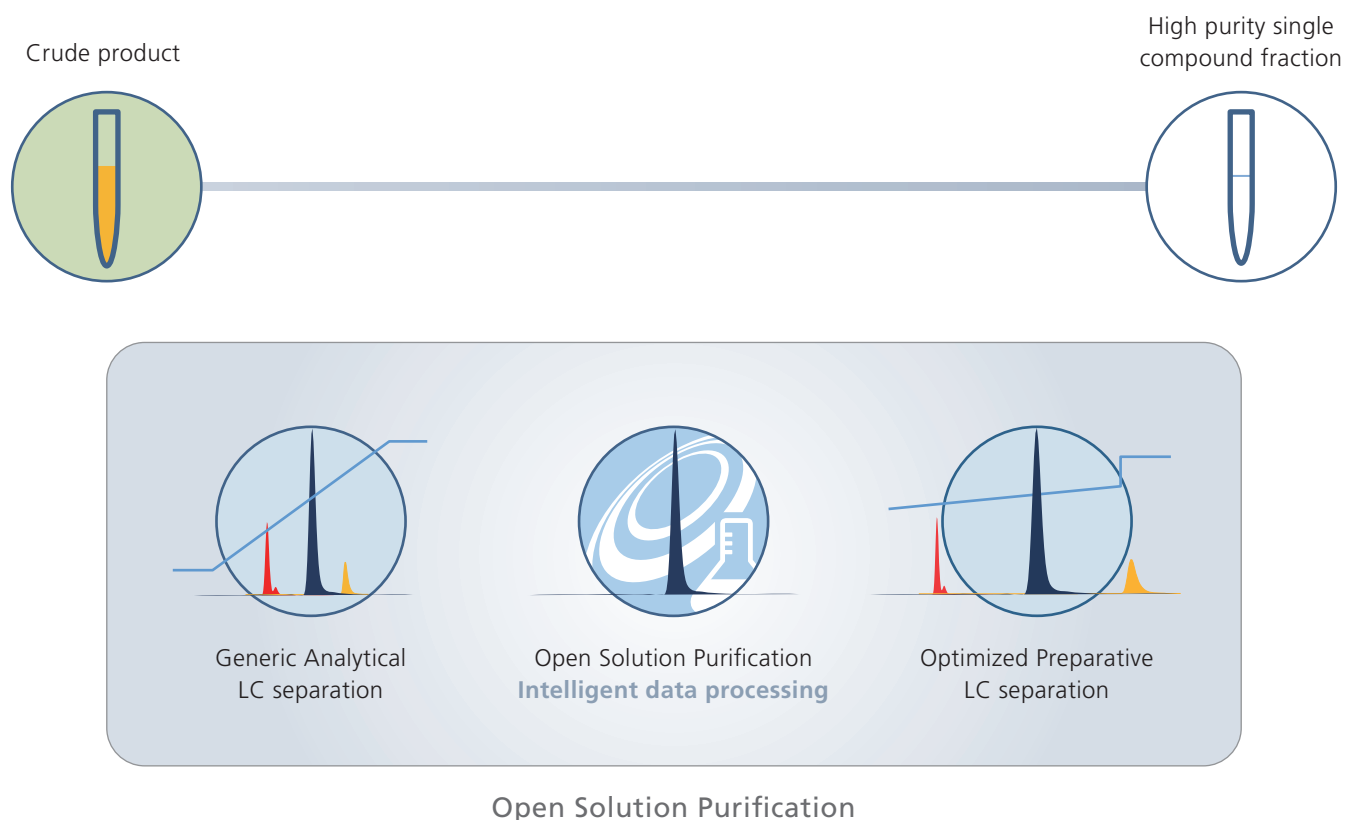 Crude product
High purity single
compound fraction
Generic Analytical
LC separation
Open Solution Purification
Intelligent data processing
Optimized Preparative
LC separation
Open Solution Purification